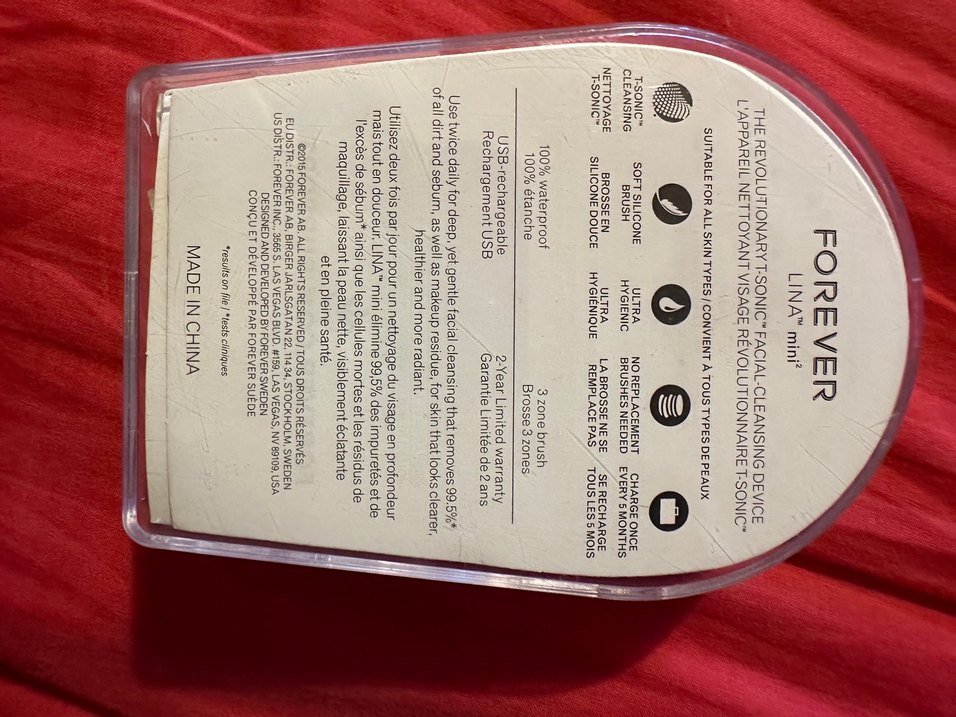 FOREVER
LINA™ mini²
THE REVOLUTIONARY T-SONIC™ FACIAL-CLEANSING DEVICE
L'APPAREIL NETTOYANT VISAGE RÉVOLUTIONNAIRE T-SONIC™
SUITABLE FOR ALL SKIN TYPES / CONVIENT À TOUS TYPES DE PEAUX
T-SONIC™
CLEANSING
NETTOYAGE
T-SONIC™
SOFT SILICONE
BRUSH
BROSSE EN
SILICONE DOUCE
ULTRA
HYGIENIC
ULTRA
HYGIÉNIQUE
NO REPLACEMENT
BRUSHES NEEDED
LA BROSSE NE SE
REMPLACE PAS
CHARGE ONCE
EVERY 5 MONTHS
SE RECHARGE
TOUS LES 5 MOIS
100% waterproof
100% étanche
3 zone brush
Brosse 3 zones
USB-rechargeable
Rechargement USB
2-Year Limited warranty
Garantie Limitée de 2 ans
Use twice daily for deep, yet gentle facial cleansing that removes 99.5%*
of all dirt and sebum, as well as makeup residue, for skin that looks clearer,
healthier and more radiant.
Utilisez deux fois par jour pour un nettoyage du visage en profondeur
mais tout en douceur. LINA™ mini élimine 99,5% des impuretés et de
l'excès de sébum* ainsi que les cellules mortes et les résidus de
maquillage, laissant la peau nette, visiblement éclatante
et en pleine santé.
©2015 FOREVER AB. ALL RIGHTS RESERVED / TOUS DROITS RÉSERVÉS
EU DISTR.: FOREVER AB, BIRGER JARLSGATAN 22, 114 34, STOCKHOLM, SWEDEN
US DISTR.: FOREVER INC., 3565 S. LAS VEGAS BLVD. #159, LAS VEGAS, NV 89109, USA
DESIGNED AND DEVELOPED BY FOREVER SWEDEN
CONÇU ET DÉVELOPPÉ PAR FOREVER SUÈDE
*results on file / *tests cliniques
MADE IN CHINA